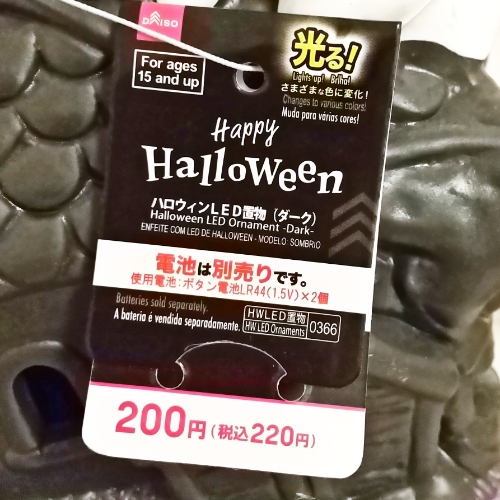 DAISO
For ages
15 and up
光る!
Lights up! Brilha!
さまざまな色に変化!
Changes to various colors!
Muda para várias cores!
Happy
Halloween
ハロウィンLED置物(ダーク)
Halloween LED Ornament -Dark-
ENFEITE COM LED DE HALLOWEEN - MODELO: SOMBRIO
電池は別売りです。
使用電池:ボタン電池LR44(1.5V)×2個
Batteries sold separately.
A bateria é vendida separadamente.
HWLED置物
HW LED Ornaments
0366
200円(税込220円)